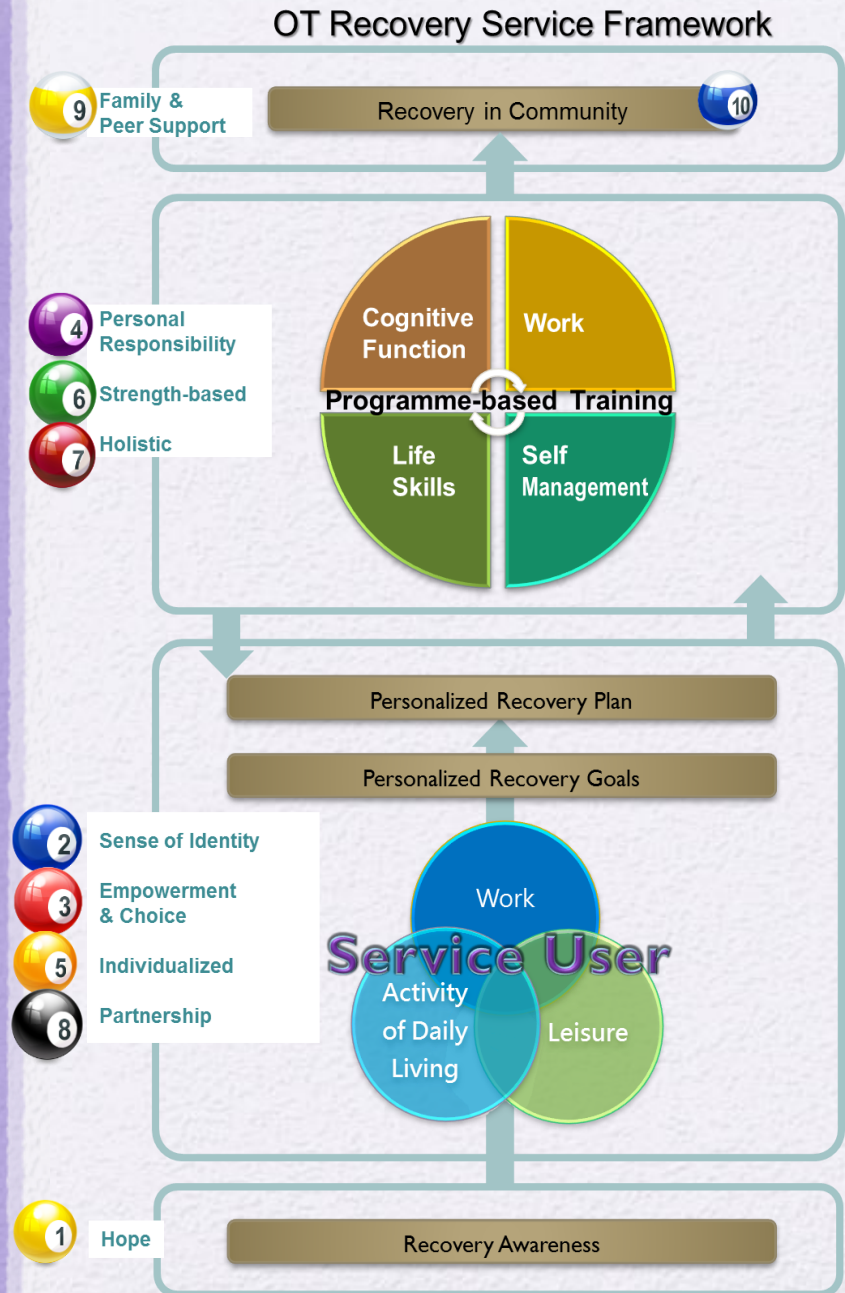 OT Recovery Service Framework
9
Family &
Peer Support
Recovery in Community
10
4
Personal
Responsibility
6
Strength-based
7
Holistic
Cognitive
Function
Work
Programme-based Training
Life
Skills
Self
Management
Personalized Recovery Plan
Personalized Recovery Goals
2
Sense of Identity
3
Empowerment
& Choice
5
Individualized
8
Partnership
Work
Service User
Activity
of Daily
Living
Leisure
1
Hope
Recovery Awareness